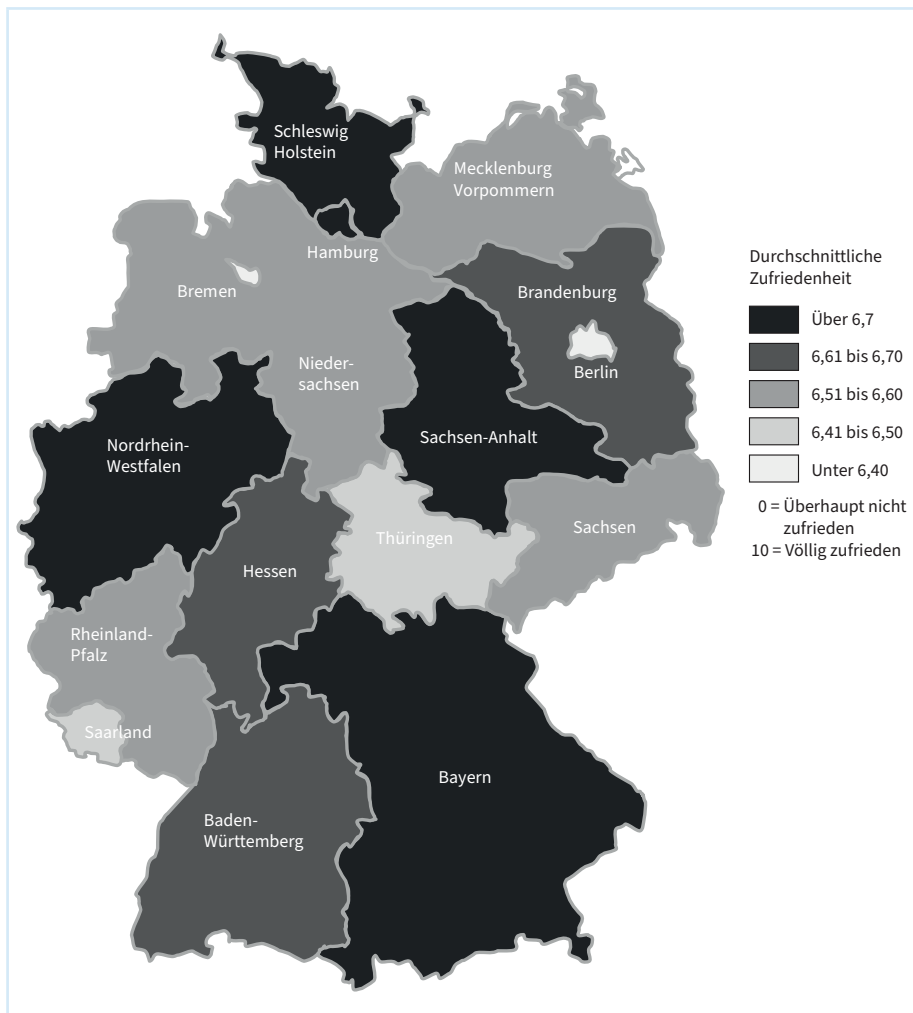 Schleswig
Holstein
Mecklenburg
Vorpommern
Hamburg
Bremen
Brandenburg
Berlin
Nieder-
sachsen
Sachsen-Anhalt
Nordrhein-
Westfalen
Sachsen
Thüringen
Hessen
Rheinland-
Pfalz
Saarland
Bayern
Baden-
Württemberg
Durchschnittliche
Zufriedenheit
Über 6,7
6,61 bis 6,70
6,51 bis 6,60
6,41 bis 6,50
Unter 6,40
0 = Überhaupt nicht
zufrieden
10 = Völlig zufrieden